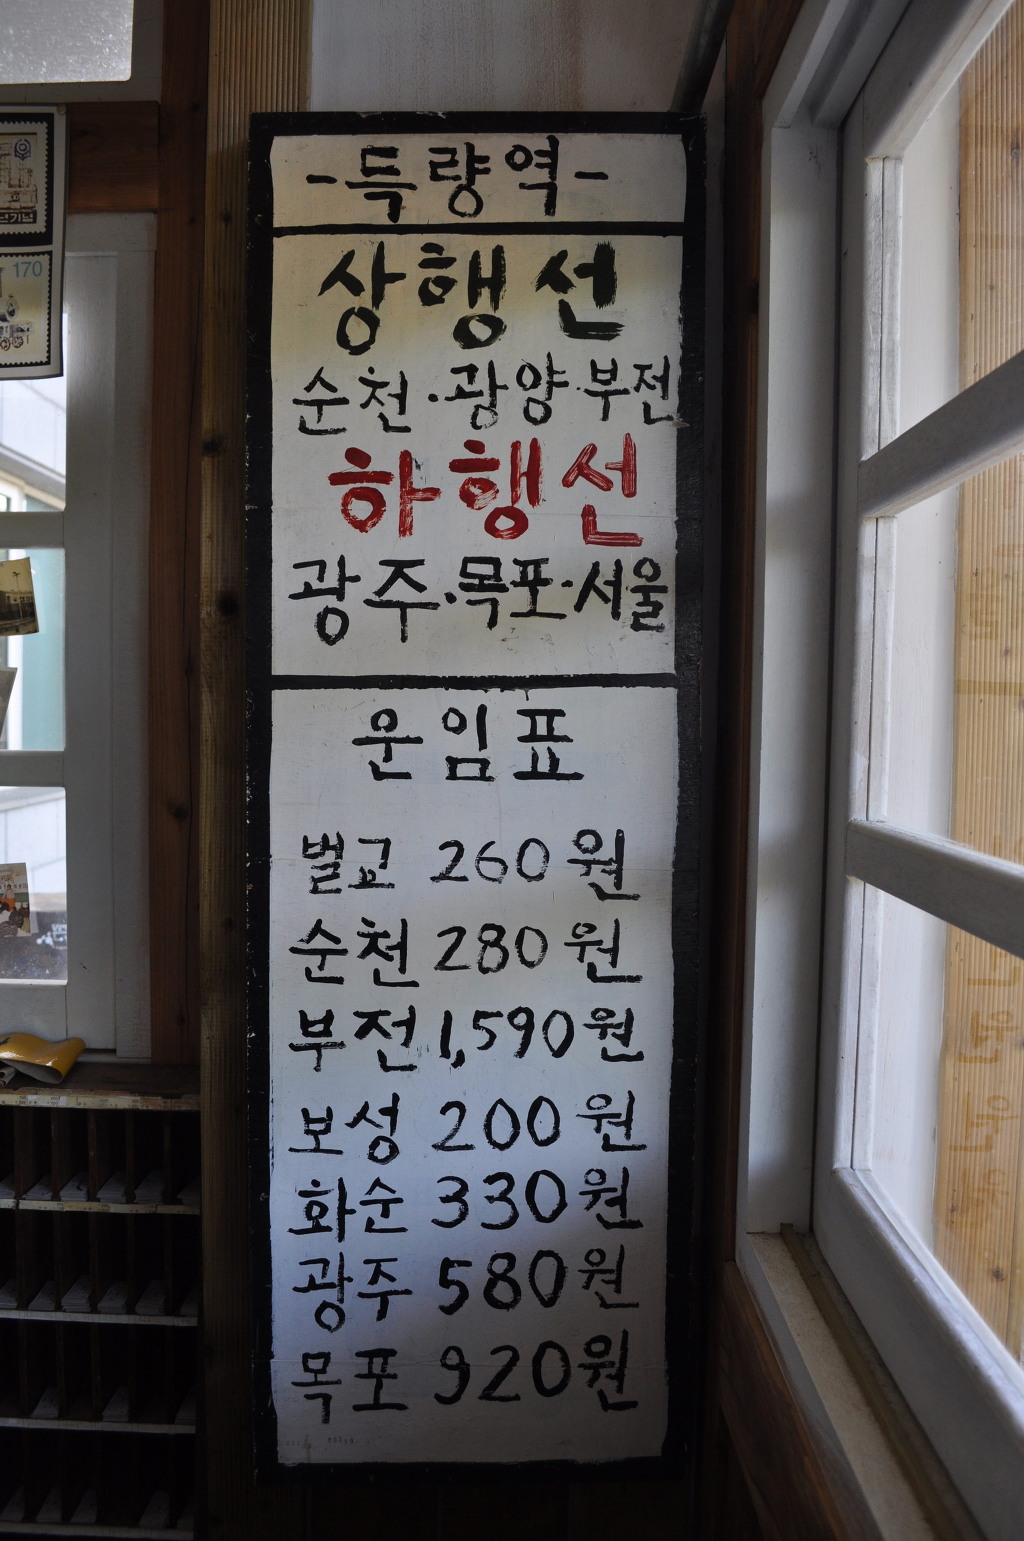 -득량역-
상행선
순천·광양·부전
하행선
광주·목포·서울
운임표
벌교 260원
순천 280원
부전 1,590원
보성 200원
화순 330원
광주 580원
목포 920원
170